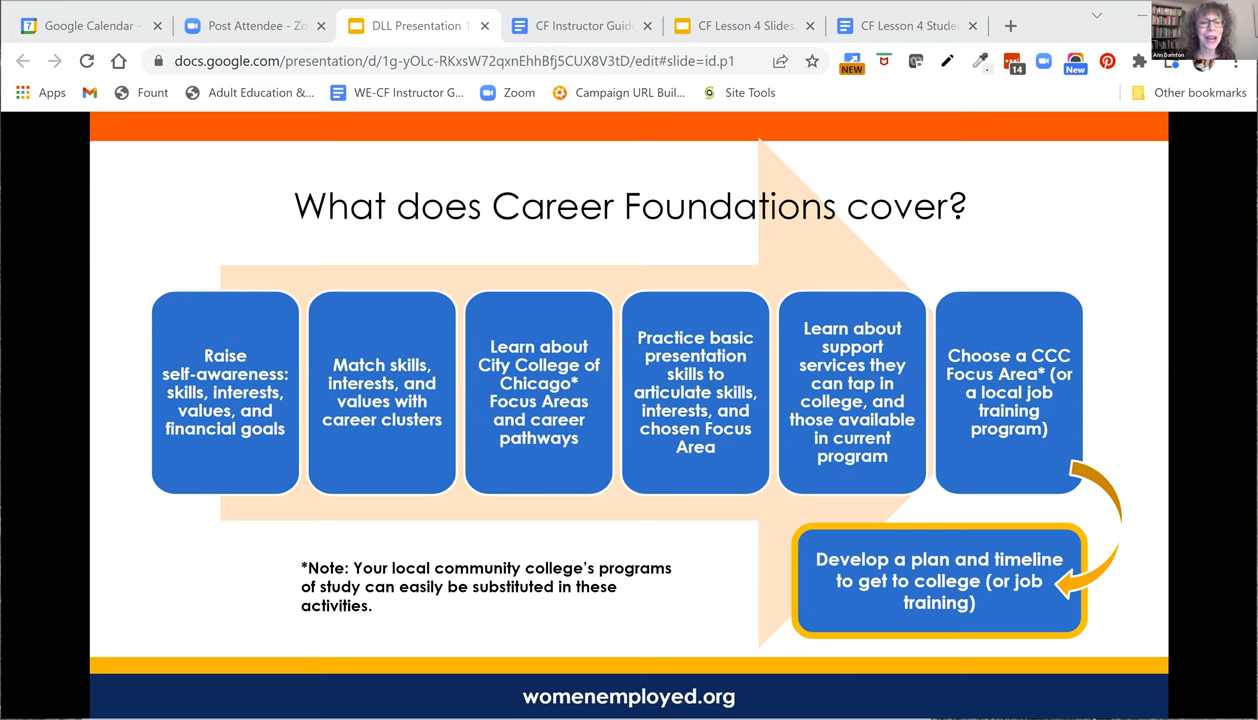 Google Calendar -
Post Attendee - Zo
DLL Presentation 1
CF Instructor Guid
CF Lesson 4 Slides
CF Lesson 4 Stude
docs.google.com/presentation/d/1g-yOLc-RKxsW72qxnEhhBfj5CUX8V3tD/edit#slide=id.p1
NEW
14
New
Ann Darnton
Apps
Fount
Adult Education &...
WE-CF Instructor G...
Zoom
Campaign URL Buil...
Site Tools
Other bookmarks
What does Career Foundations cover?
Raise
self-awareness:
skills, interests,
values, and
financial goals
Match skills,
interests, and
values with
career clusters
Learn about
City College of
Chicago*
Focus Areas
and career
pathways
Practice basic
presentation
skills to
articulate skills,
interests, and
chosen Focus
Area
Learn about
support
services they
can tap in
college, and
those available
in current
program
Choose a CCC
Focus Area* (or
a local job
training
program)
Develop a plan and timeline
to get to college (or job
training)
*Note: Your local community college's programs
of study can easily be substituted in these
activities.
womenemployed.org